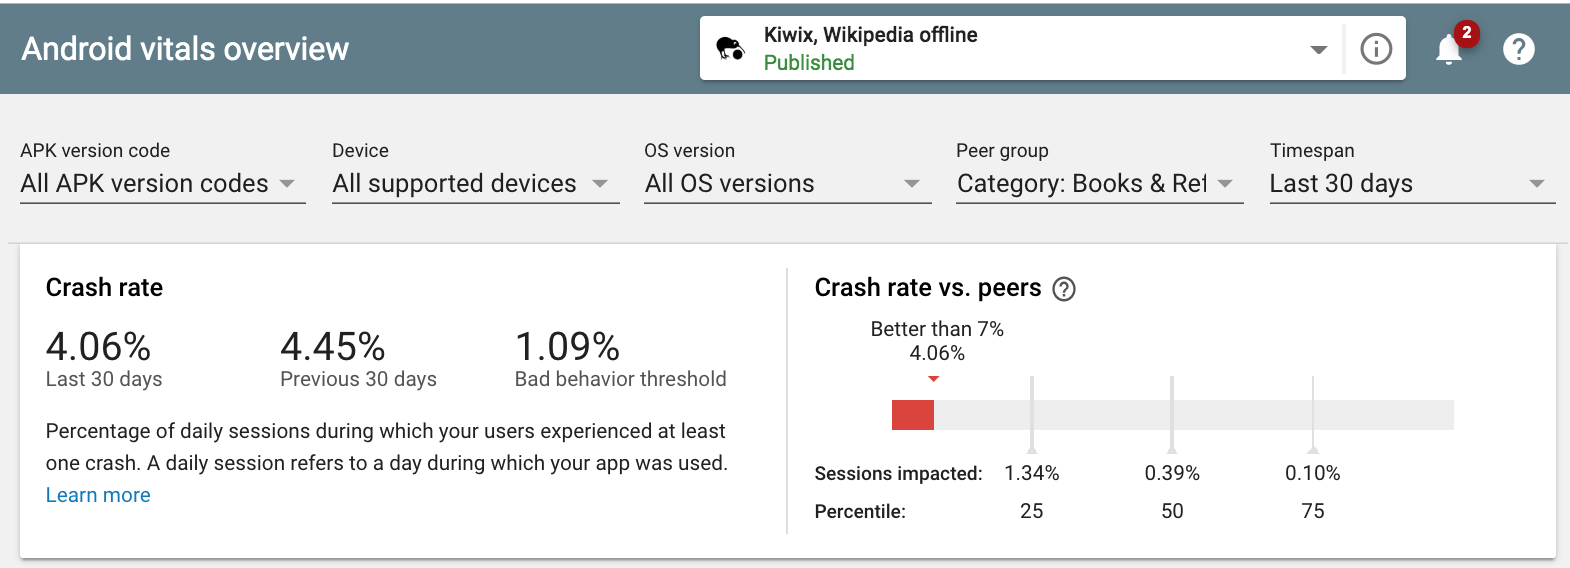 Android vitals overview
Kiwix, Wikipedia offline
Published
2
APK version code
All APK version codes
Device
All supported devices
OS version
All OS versions
Peer group
Category: Books & Ref
Timespan
Last 30 days
Crash rate
4.06%
Last 30 days
4.45%
Previous 30 days
1.09%
Bad behavior threshold
Percentage of daily sessions during which your users experienced at least
one crash. A daily session refers to a day during which your app was used.
Learn more
Crash rate vs. peers
Better than 7%
4.06%
Sessions impacted: 1.34% 0.39% 0.10%
Percentile: 25 50 75